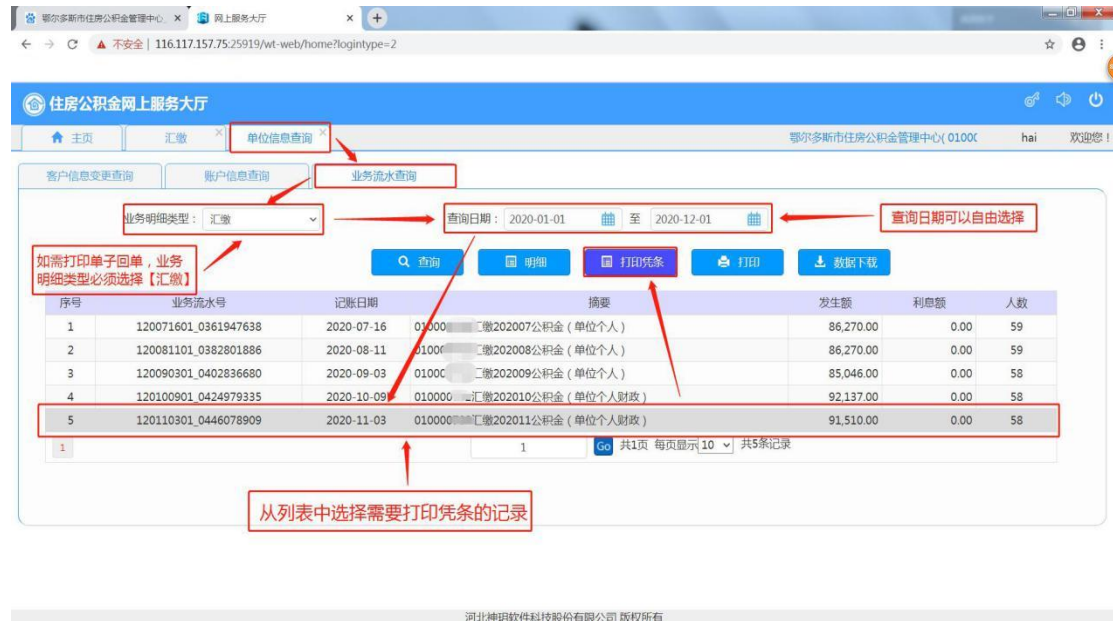 鄂尔多斯市住房公积金管理中心 网上服务大厅
不安全 | 116.117.157.75:25919/wt-web/home?logintype=2
住房公积金网上服务大厅
主页 汇缴 单位信息查询 鄂尔多斯市住房公积金管理中心( 0100 hai 欢迎您!
客户信息变更查询 账户信息查询 业务流水查询
业务明细类型: 汇缴 查询日期: 2020-01-01 至 2020-12-01 查询日期可以自由选择
如需打印单子回单,业务
明细类型必须选择【汇缴】
查询 明细 打印凭条 打印 数据下载
序号 业务流水号 记账日期 摘要 发生额 利息额 人数
1 120071601_0361947638 2020-07-16 01000 汇缴202007公积金(单位个人) 86,270.00 0.00 59
2 120081101_0382801886 2020-08-11 0100 汇缴202008公积金(单位个人) 86,270.00 0.00 59
3 120090301_0402836680 2020-09-03 0100 汇缴202009公积金(单位个人) 85,046.00 0.00 58
4 120100901_0424979335 2020-10-09 010000 汇缴202010公积金(单位个人财政) 92,137.00 0.00 58
5 120110301_0446078909 2020-11-03 010000 汇缴202011公积金(单位个人财政) 91,510.00 0.00 58
1 1 Go 共1页 每页显示 10 共5条记录
从列表中选择需要打印凭条的记录
河北神玥软件科技股份有限公司 版权所有